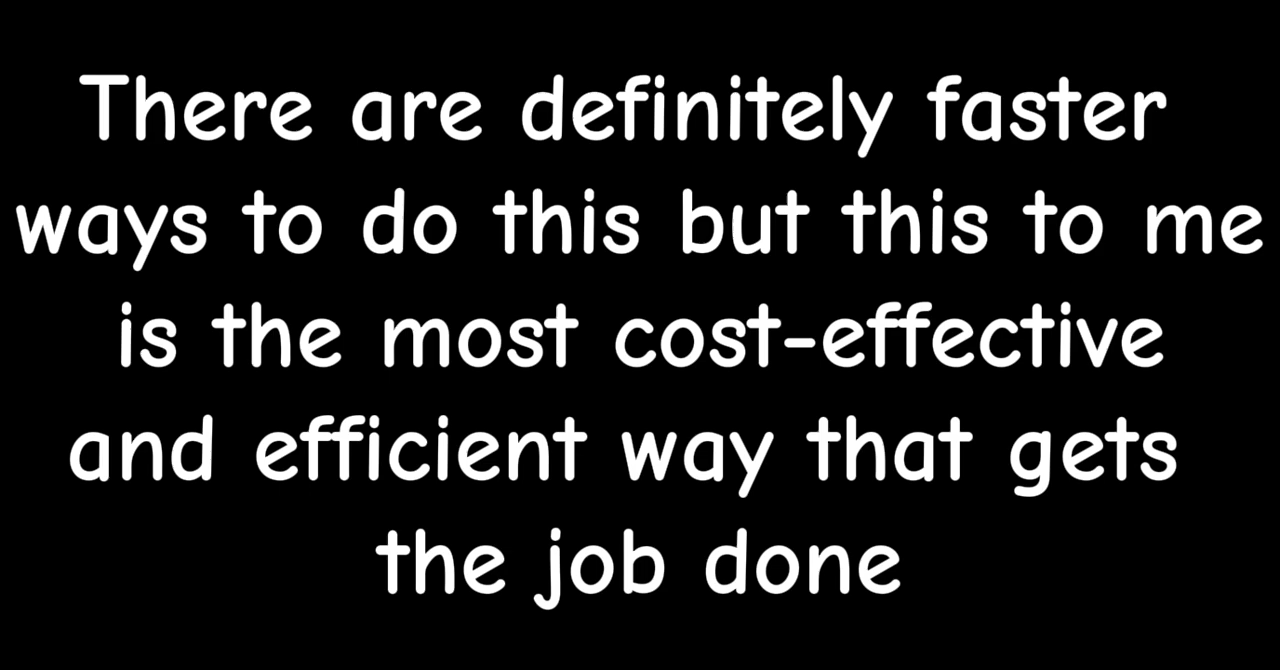 There are definitely faster
ways to do this but this to me
is the most cost-effective
and efficient way that gets
the job done